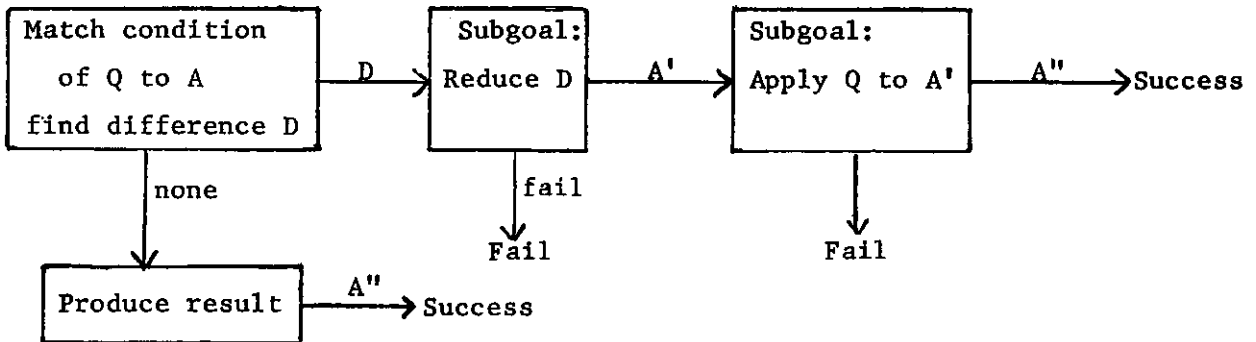 Match condition
of Q to A
find difference D
D
Subgoal:
Reduce D
A'
Subgoal:
Apply Q to A'
A"
Success
none
fail
Fail
Fail
Produce result
A"
Success